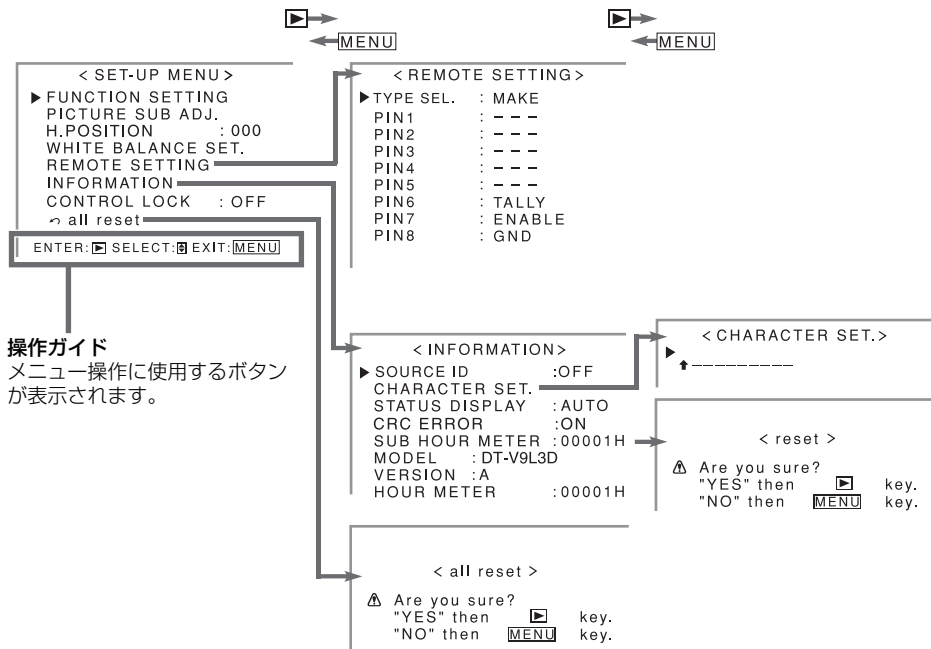 MENU
MENU
< SET-UP MENU >
FUNCTION SETTING
PICTURE SUB ADJ.
H.POSITION : 000
WHITE BALANCE SET.
REMOTE SETTING
INFORMATION
CONTROL LOCK : OFF
all reset
ENTER: SELECT: EXIT: MENU
操作ガイド
メニュー操作に使用するボタン
が表示されます。
< REMOTE SETTING >
TYPE SEL. : MAKE
PIN1 : – – –
PIN2 : – – –
PIN3 : – – –
PIN4 : – – –
PIN5 : – – –
PIN6 : TALLY
PIN7 : ENABLE
PIN8 : GND
< INFORMATION >
SOURCE ID :OFF
CHARACTER SET.
STATUS DISPLAY : AUTO
CRC ERROR :ON
SUB HOUR METER : 00001H
MODEL : DT-V9L3D
VERSION : A
HOUR METER : 00001H
< CHARACTER SET. >
< reset >
Are you sure?
"YES" then key.
"NO" then MENU key.
< all reset >
Are you sure?
"YES" then key.
"NO" then MENU key.